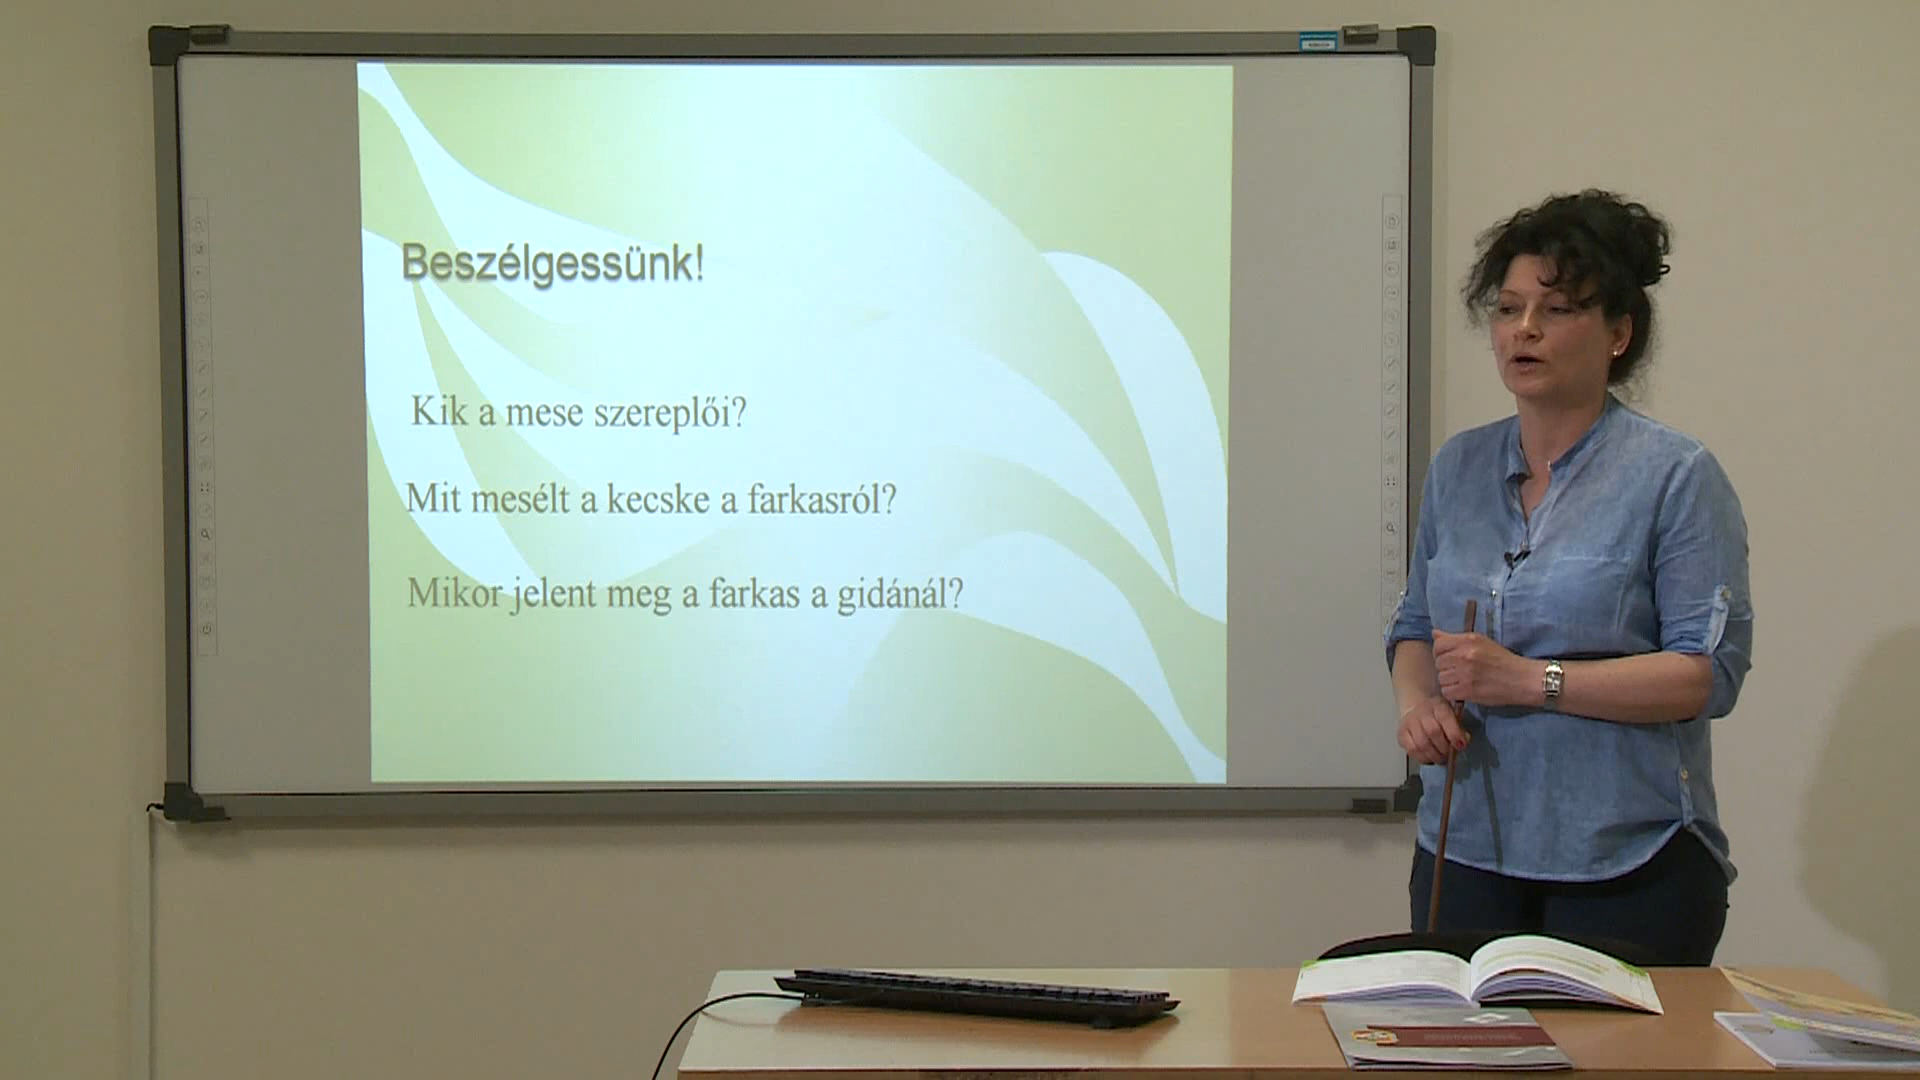 Beszélgessünk!
Kik a mese szereplői?
Mit mesélt a kecske a farkasról?
Mikor jelent meg a farkas a gidánál?